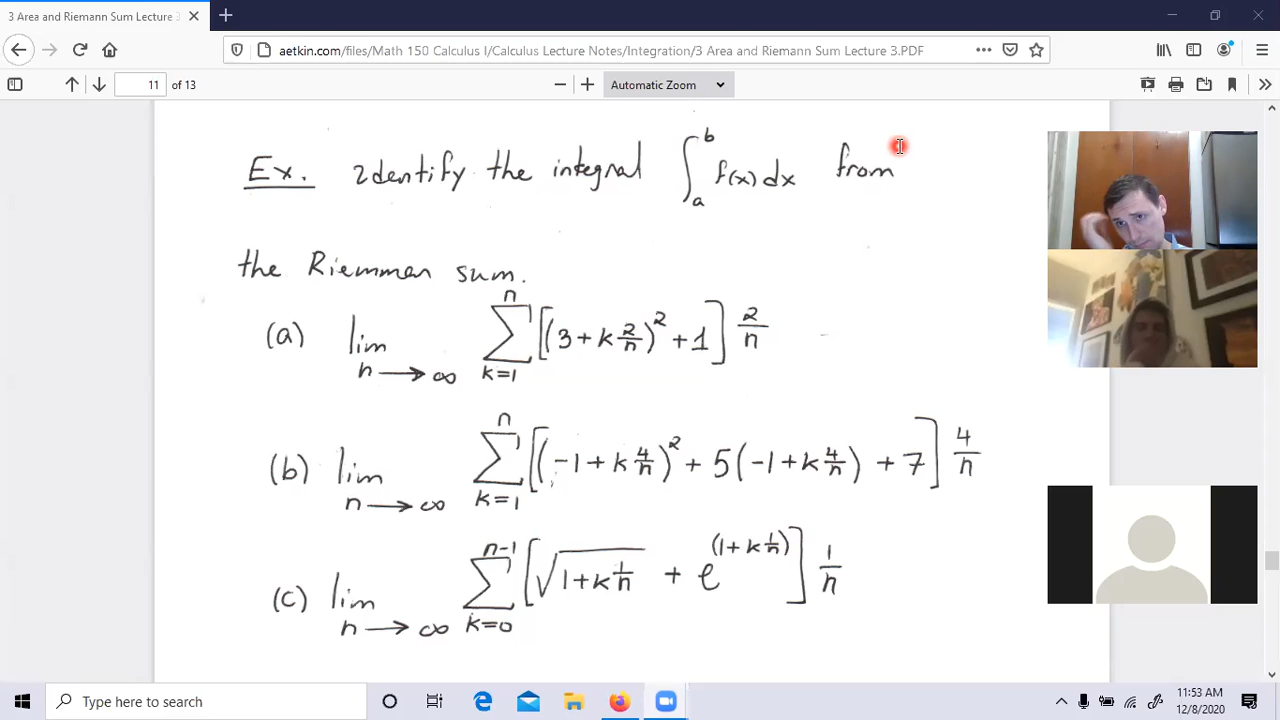 3 Area and Riemann Sum Lecture 3
aetkin.com/files/Math 150 Calculus I/Calculus Lecture Notes/Integration/3 Area and Riemann Sum Lecture 3.PDF
11 of 13
Automatic Zoom
Ex. Identify the integral ∫_a^b f(x) dx from
the Riemman sum.
(a) lim_{n→∞} ∑_{k=1}^{n} [(3+k 2/n)^2 + 1] 2/n
(b) lim_{n→∞} ∑_{k=1}^{n} [(-1+k 4/n)^2 + 5(-1+k 4/n) + 7] 4/n
(c) lim_{n→∞} ∑_{k=0}^{n-1} [√(1+k 1/n) + e^{(1+k 1/n)}] 1/n
Type here to search
11:53 AM
12/8/2020